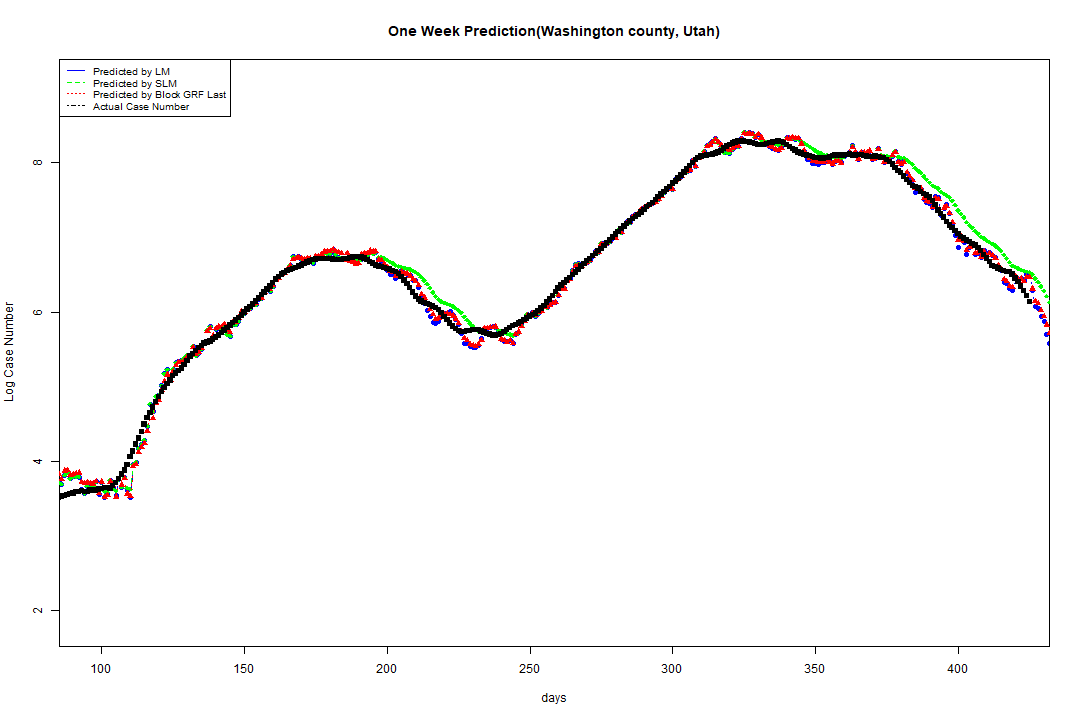 One Week Prediction(Washington county, Utah)
Predicted by LM
Predicted by SLM
Predicted by Block GRF Last
Actual Case Number
Log Case Number
8
6
4
2
100 150 200 250 300 350 400
days